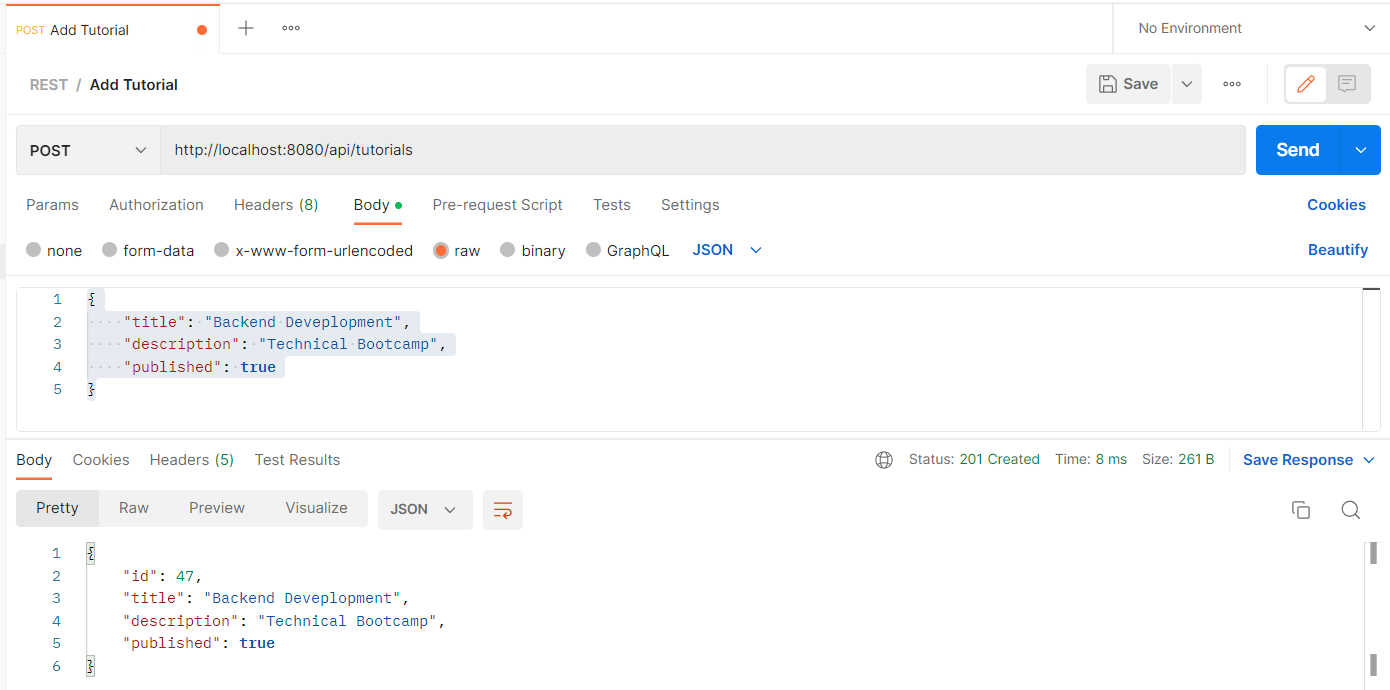 POST Add Tutorial
No Environment
REST / Add Tutorial
Save
POST
http://localhost:8080/api/tutorials
Send
Params Authorization Headers (8) Body Pre-request Script Tests Settings Cookies
none form-data x-www-form-urlencoded raw binary GraphQL JSON Beautify
1 {
2 "title": "Backend Deveplopment",
3 "description": "Technical Bootcamp",
4 "published": true
5 }
Body Cookies Headers (5) Test Results Status: 201 Created Time: 8 ms Size: 261 B Save Response
Pretty Raw Preview Visualize JSON
1 {
2 "id": 47,
3 "title": "Backend Deveplopment",
4 "description": "Technical Bootcamp",
5 "published": true
6 }